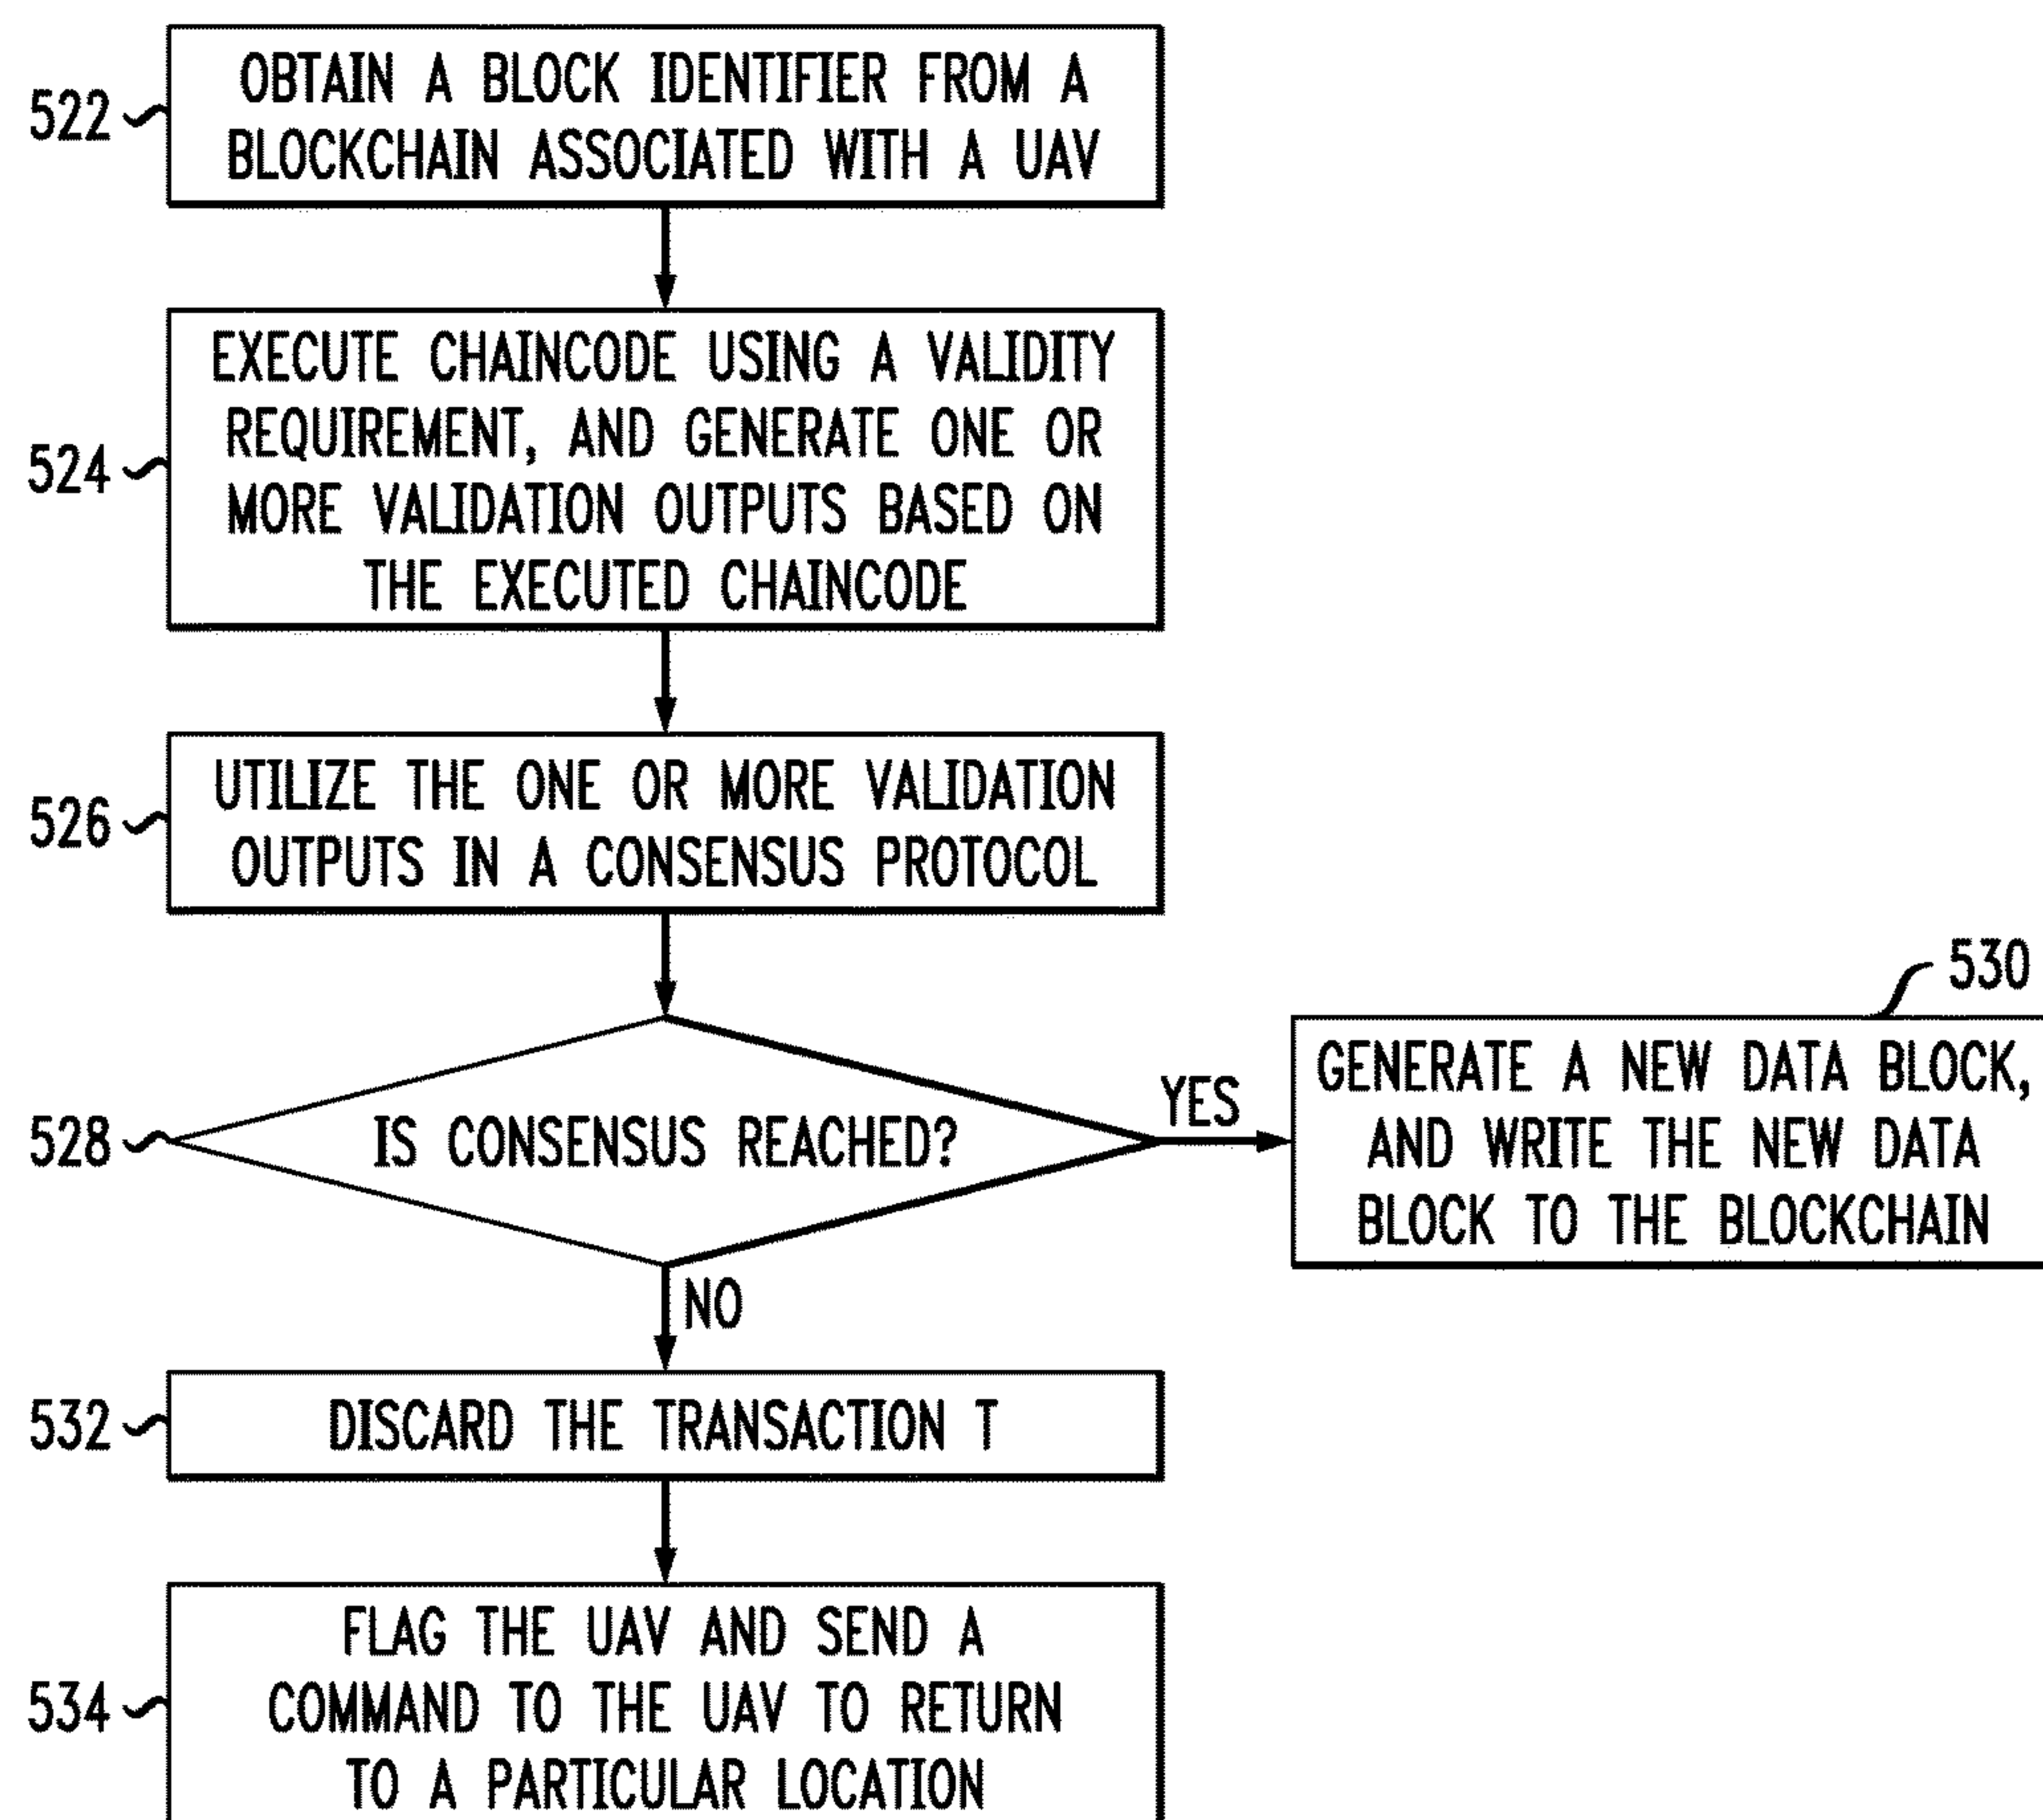 522
OBTAIN A BLOCK IDENTIFIER FROM A
BLOCKCHAIN ASSOCIATED WITH A UAV
524
EXECUTE CHAINCODE USING A VALIDITY
REQUIREMENT, AND GENERATE ONE OR
MORE VALIDATION OUTPUTS BASED ON
THE EXECUTED CHAINCODE
526
UTILIZE THE ONE OR MORE VALIDATION
OUTPUTS IN A CONSENSUS PROTOCOL
528
IS CONSENSUS REACHED?
YES
530
GENERATE A NEW DATA BLOCK,
AND WRITE THE NEW DATA
BLOCK TO THE BLOCKCHAIN
NO
532
DISCARD THE TRANSACTION T
534
FLAG THE UAV AND SEND A
COMMAND TO THE UAV TO RETURN
TO A PARTICULAR LOCATION